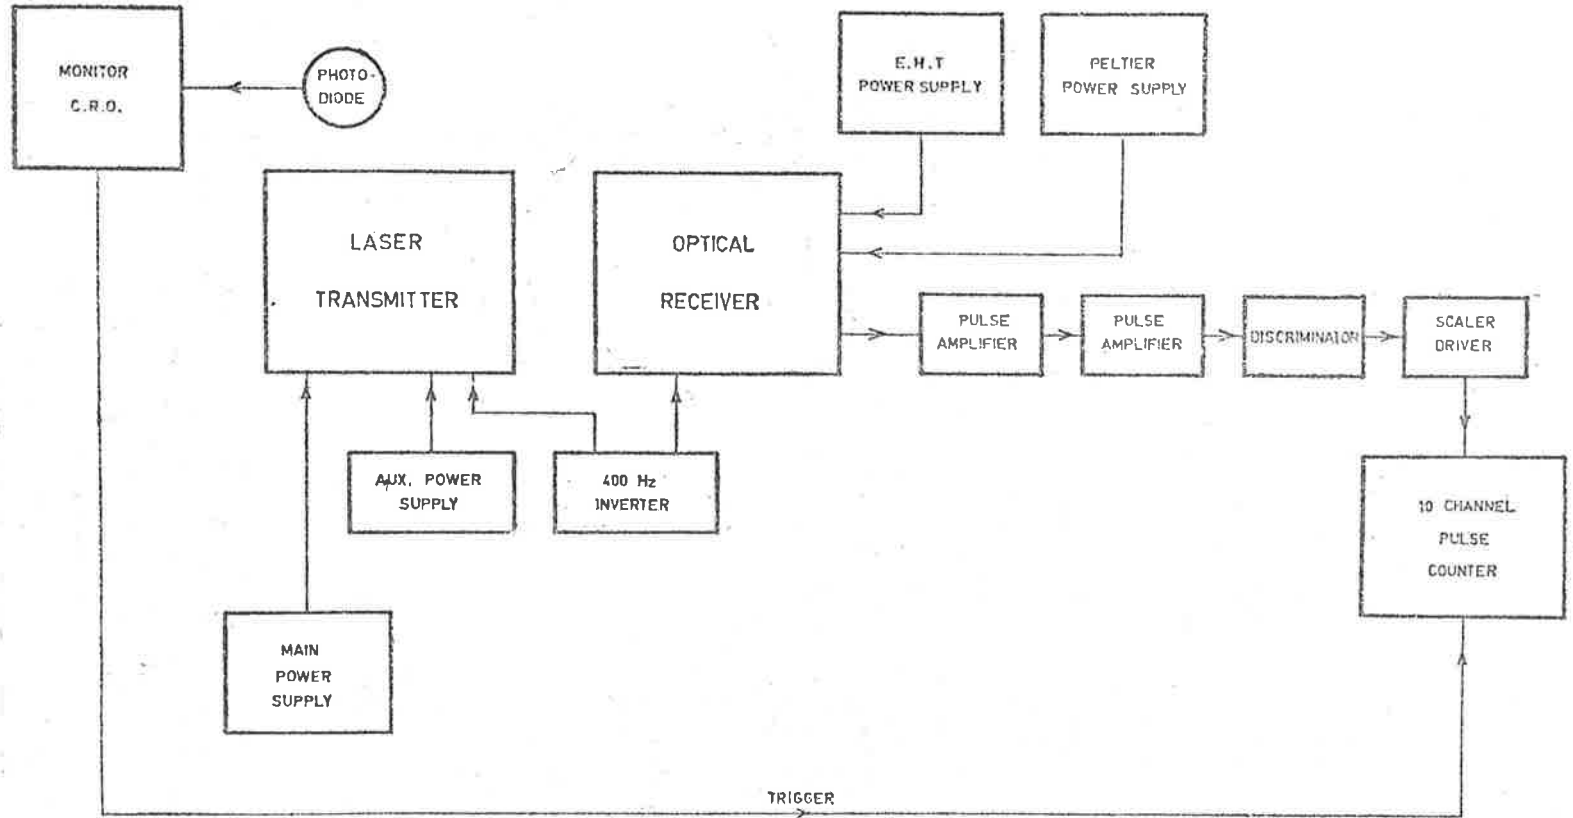 MONITOR
C.R.O.
PHOTO-
DIODE
E.H.T
POWER SUPPLY
PELTIER
POWER SUPPLY
LASER
TRANSMITTER
OPTICAL
RECEIVER
PULSE
AMPLIFIER
PULSE
AMPLIFIER
DISCRIMINATOR
SCALER
DRIVER
AUX. POWER
SUPPLY
400 Hz
INVERTER
10 CHANNEL
PULSE
COUNTER
MAIN
POWER
SUPPLY
TRIGGER